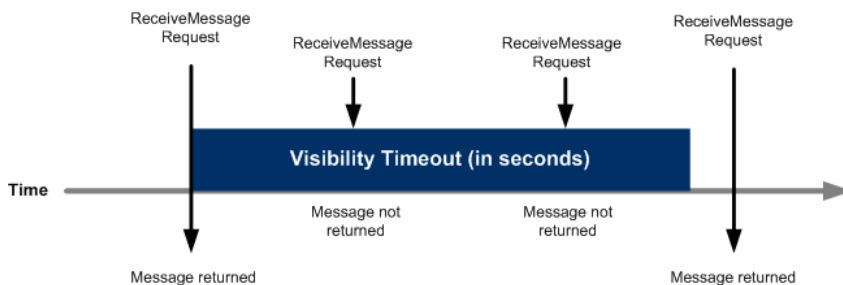 ReceiveMessage
Request
ReceiveMessage
Request
ReceiveMessage
Request
ReceiveMessage
Request
Visibility Timeout (in seconds)
Time
Message not
returned
Message not
returned
Message returned
Message returned